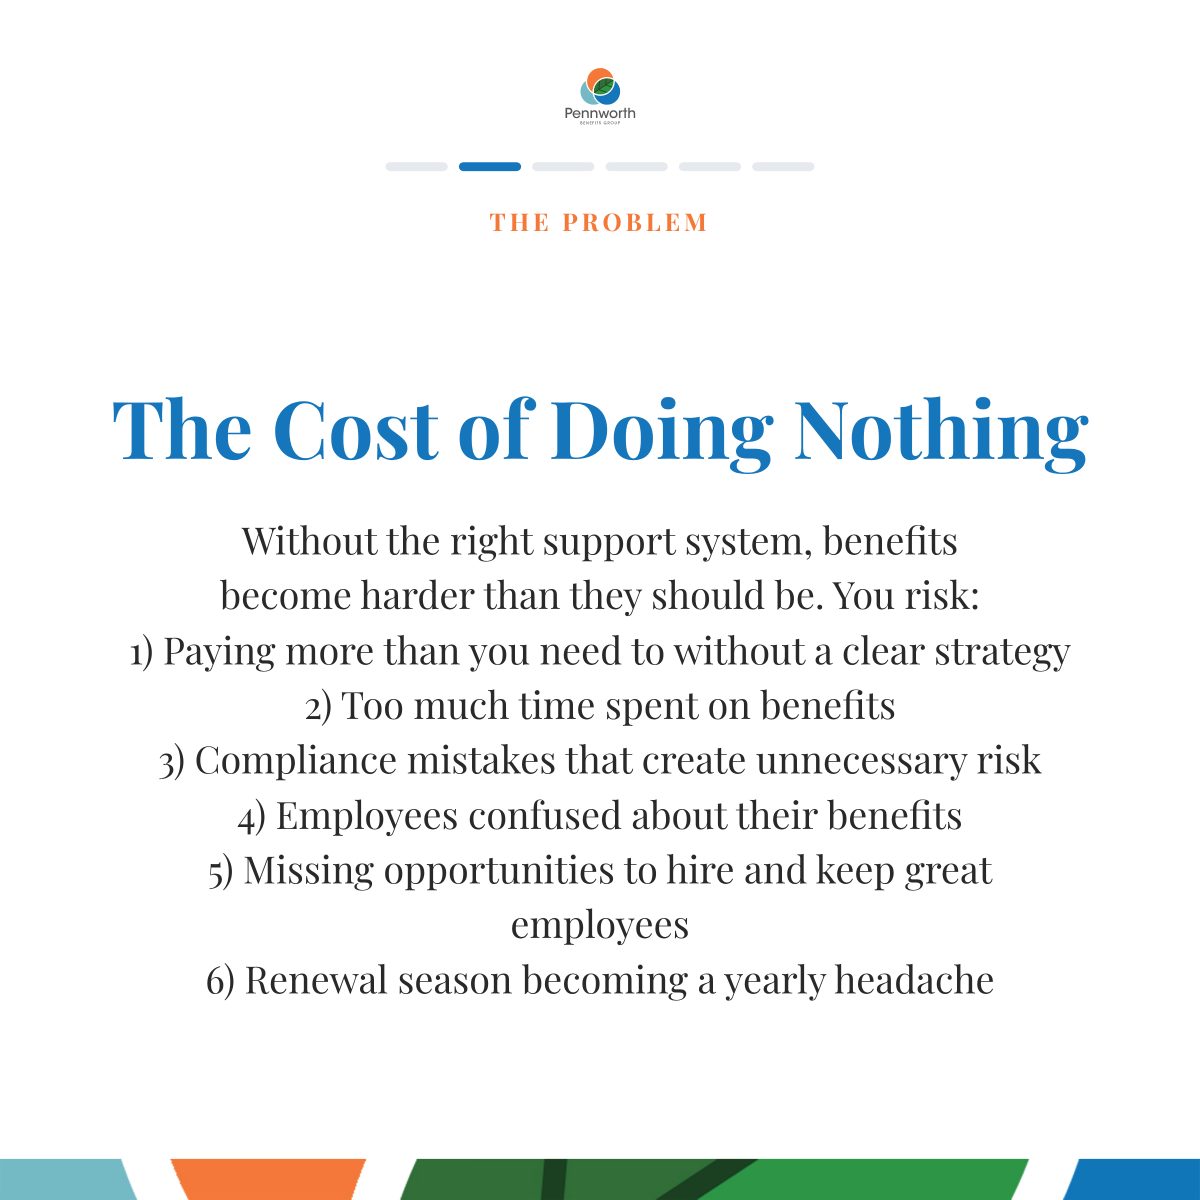 Pennworth
BENEFITS GROUP
THE PROBLEM
The Cost of Doing Nothing
Without the right support system, benefits
become harder than they should be. You risk:
1) Paying more than you need to without a clear strategy
2) Too much time spent on benefits
3) Compliance mistakes that create unnecessary risk
4) Employees confused about their benefits
5) Missing opportunities to hire and keep great
employees
6) Renewal season becoming a yearly headache